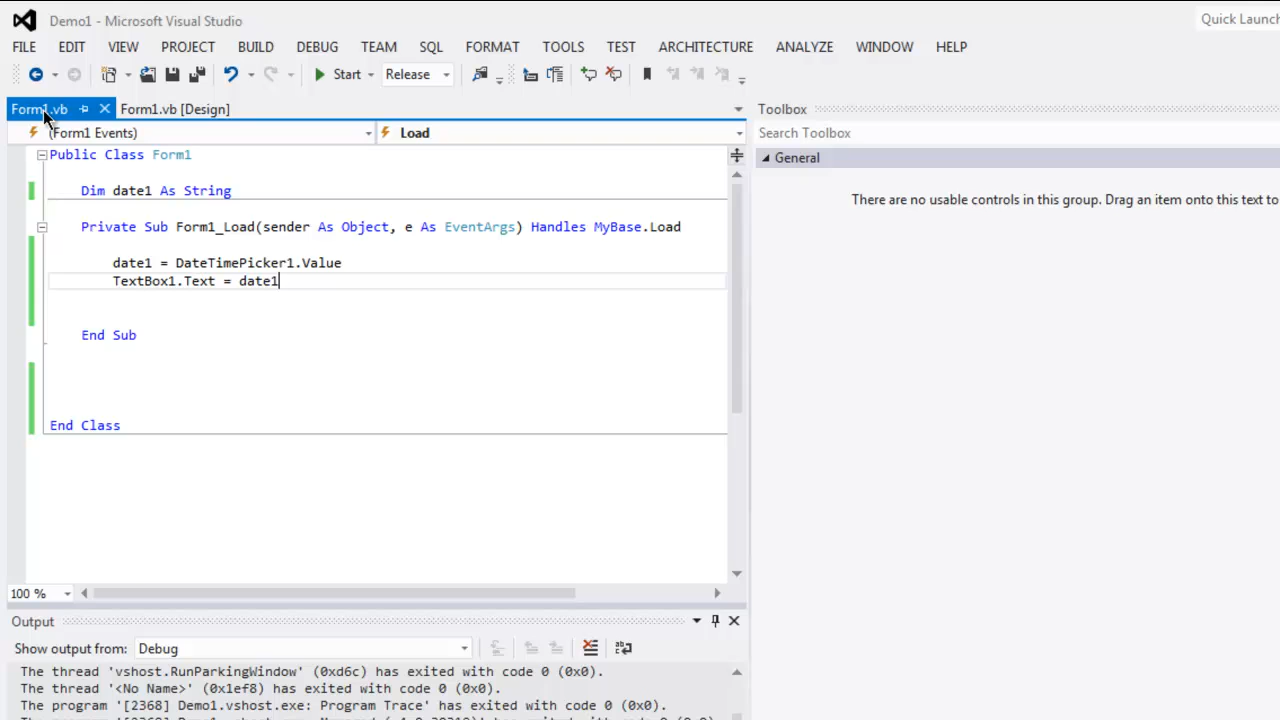 Demo1 - Microsoft Visual Studio
Quick Launch
FILE EDIT VIEW PROJECT BUILD DEBUG TEAM SQL FORMAT TOOLS TEST ARCHITECTURE ANALYZE WINDOW HELP
Start Release
Form1.vb Form1.vb [Design]
Toolbox
(Form1 Events) Load
Search Toolbox
General
There are no usable controls in this group. Drag an item onto this text to
Public Class Form1
Dim date1 As String
Private Sub Form1_Load(sender As Object, e As EventArgs) Handles MyBase.Load
date1 = DateTimePicker1.Value
TextBox1.Text = date1
End Sub
End Class
100 %
Output
Show output from: Debug
The thread 'vshost.RunParkingWindow' (0xd6c) has exited with code 0 (0x0).
The thread '<No Name>' (0x1ef8) has exited with code 0 (0x0).
The program '[2368] Demo1.vshost.exe: Program Trace' has exited with code 0 (0x0).